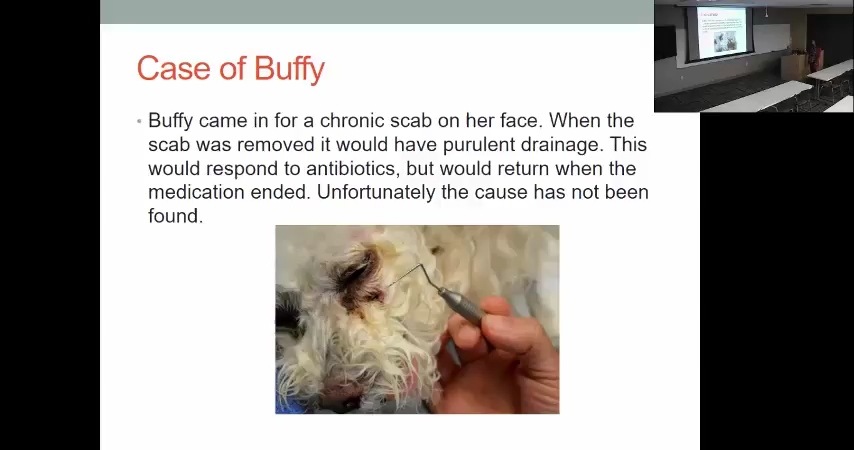 Case of Buffy
• Buffy came in for a chronic scab on her face. When the
scab was removed it would have purulent drainage. This
would respond to antibiotics, but would return when the
medication ended. Unfortunately the cause has not been
found.